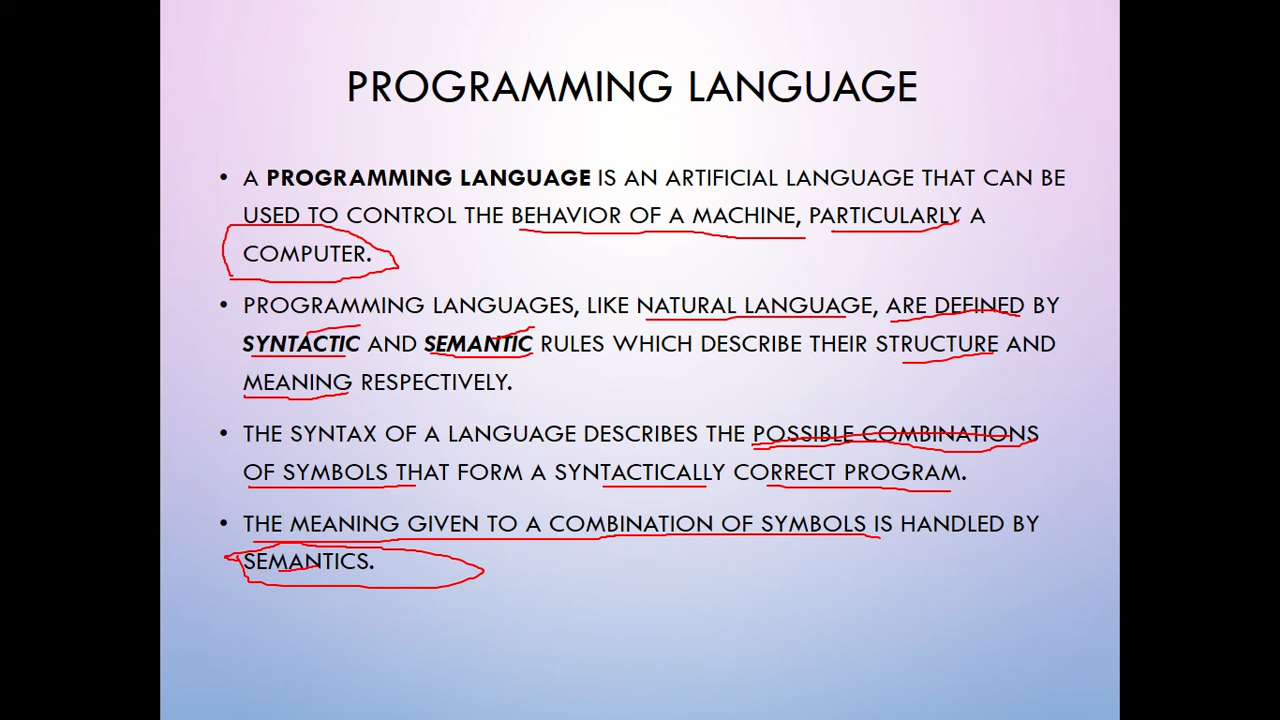 PROGRAMMING LANGUAGE
• A PROGRAMMING LANGUAGE IS AN ARTIFICIAL LANGUAGE THAT CAN BE
USED TO CONTROL THE BEHAVIOR OF A MACHINE, PARTICULARLY A
COMPUTER.
• PROGRAMMING LANGUAGES, LIKE NATURAL LANGUAGE, ARE DEFINED BY
SYNTACTIC AND SEMANTIC RULES WHICH DESCRIBE THEIR STRUCTURE AND
MEANING RESPECTIVELY.
• THE SYNTAX OF A LANGUAGE DESCRIBES THE POSSIBLE COMBINATIONS
OF SYMBOLS THAT FORM A SYNTACTICALLY CORRECT PROGRAM.
• THE MEANING GIVEN TO A COMBINATION OF SYMBOLS IS HANDLED BY
SEMANTICS.